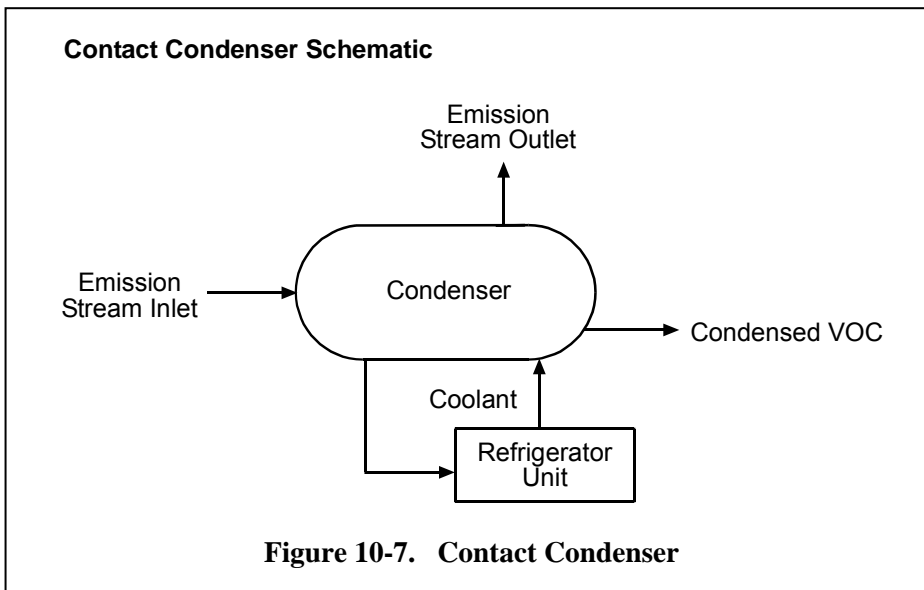 Contact Condenser Schematic
Emission
Stream Outlet
Emission
Stream Inlet
Condenser
Condensed VOC
Coolant
Refrigerator
Unit
Figure 10-7. Contact Condenser